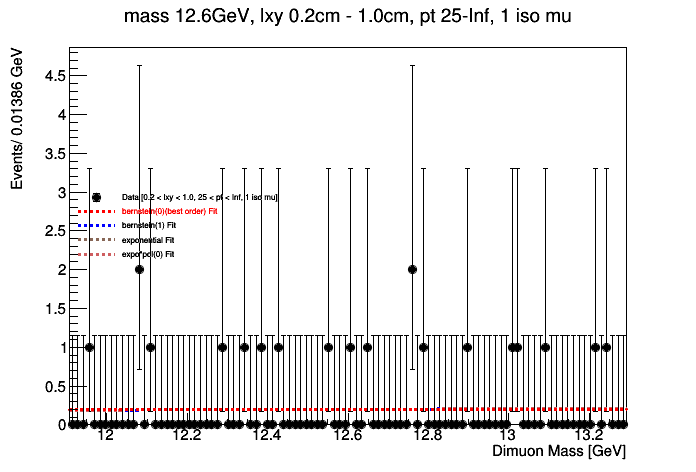 mass 12.6GeV, lxy 0.2cm - 1.0cm, pt 25-Inf, 1 iso mu
Events/ 0.01386 GeV
4.5
4
3.5
3
2.5
2
1.5
1
0.5
0
Data [0.2 < lxy < 1.0, 25 < pt < Inf, 1 iso mu]
bernstein(0)(best order) Fit
bernstein(1) Fit
exponential Fit
expo*pol(0) Fit
12 12.2 12.4 12.6 12.8 13 13.2
Dimuon Mass [GeV]